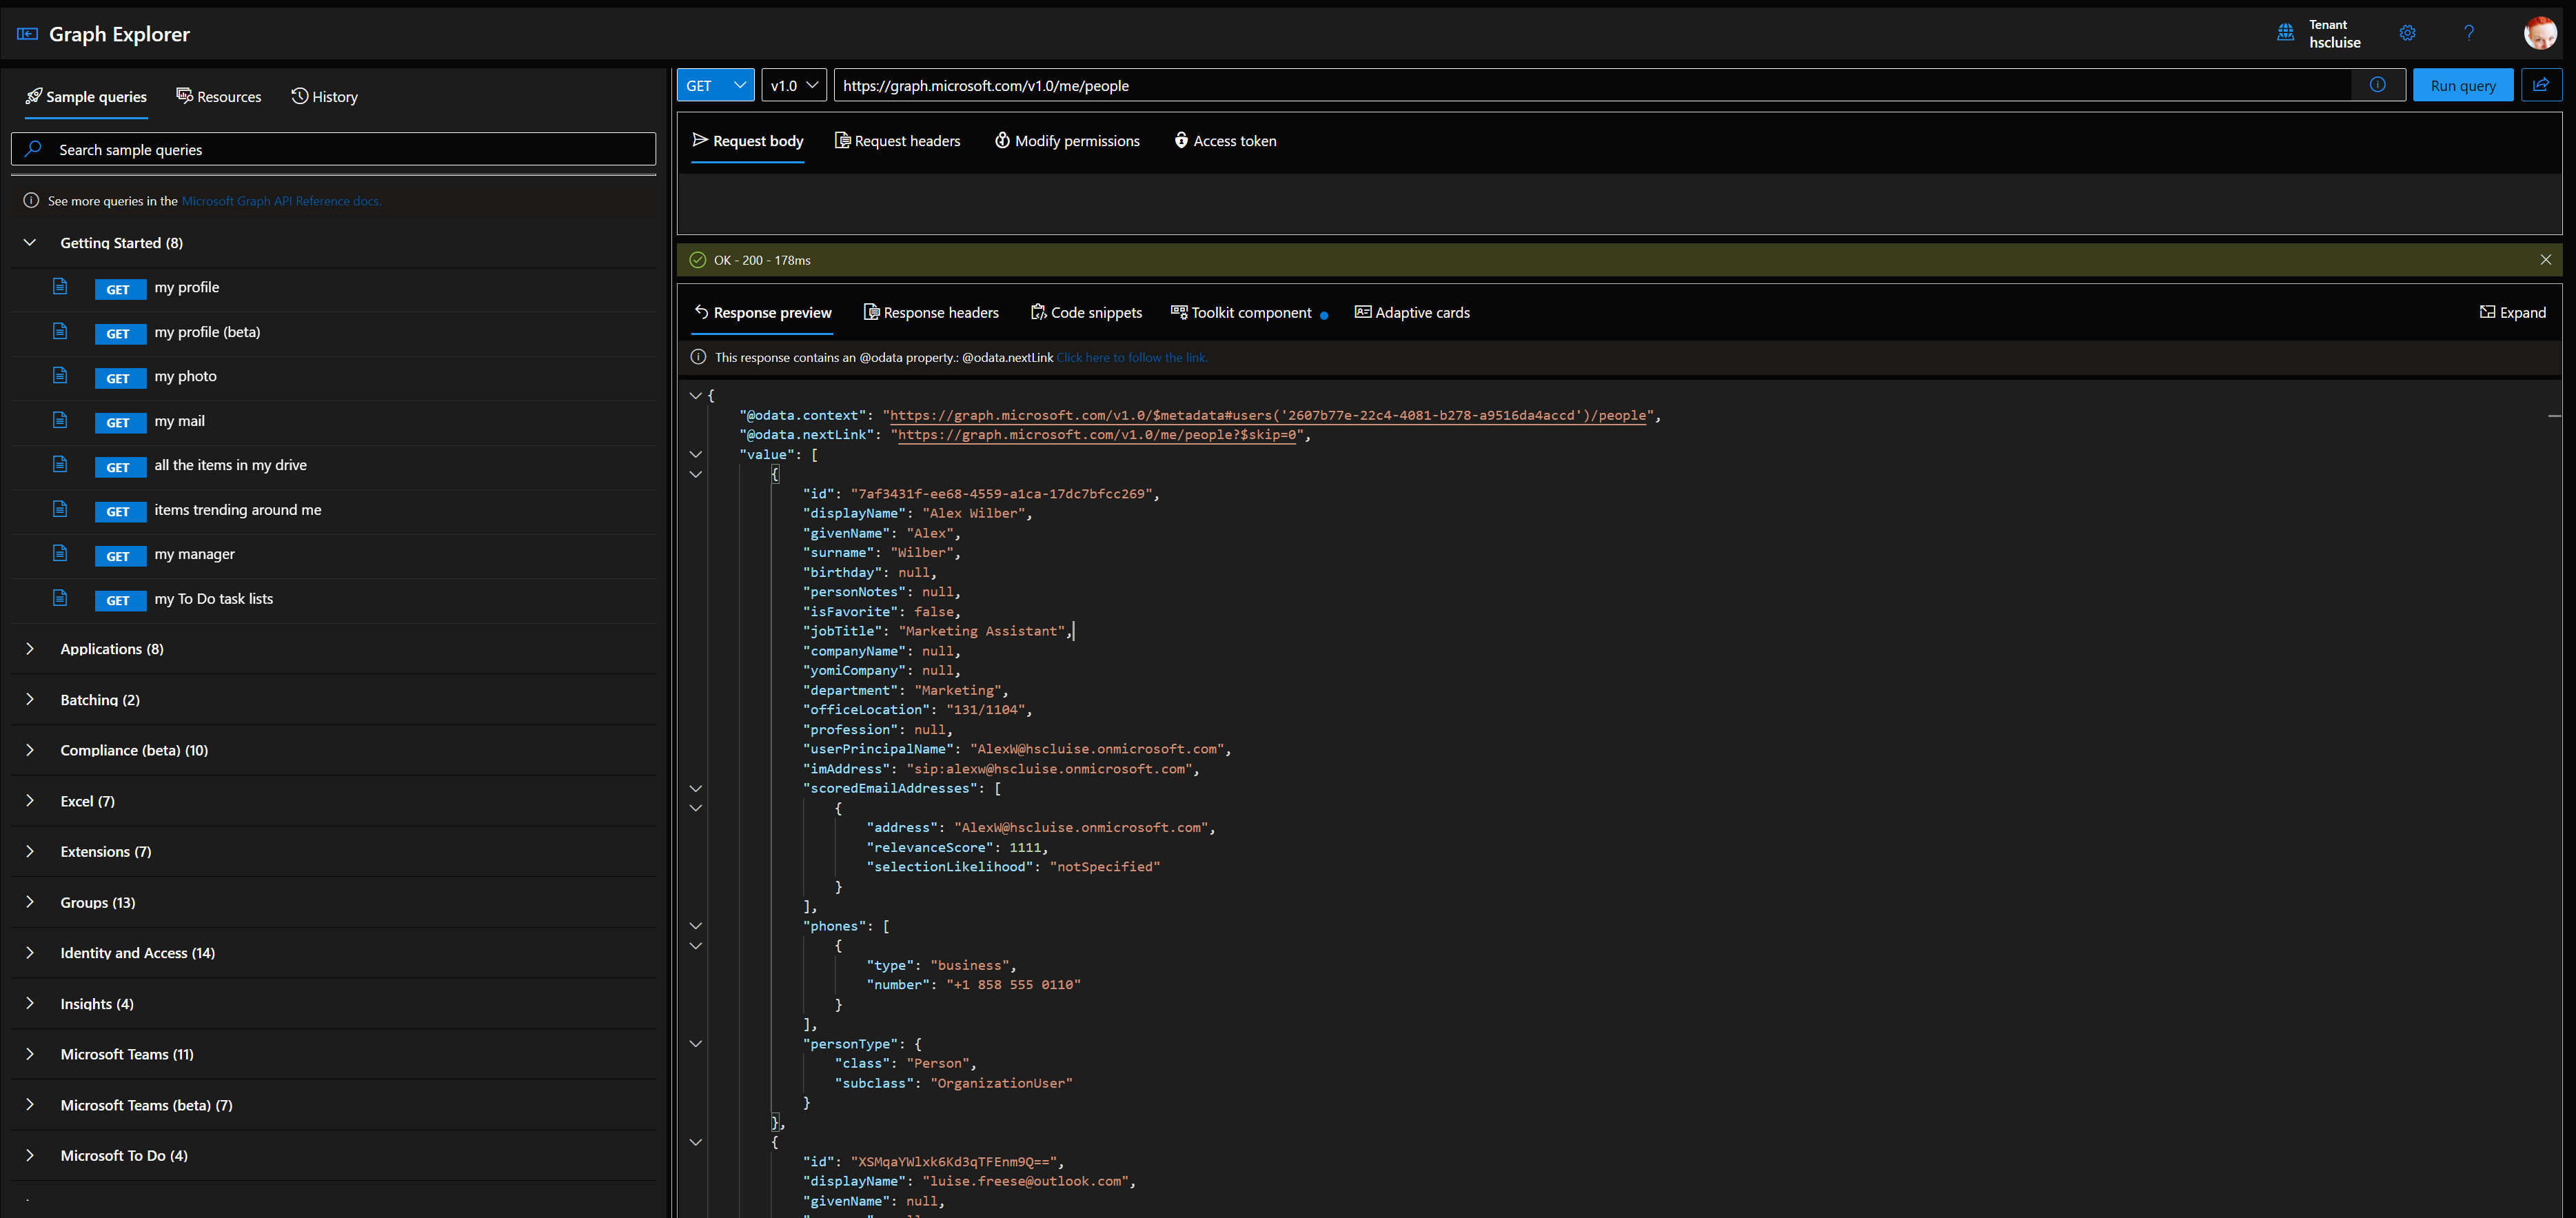 Graph Explorer
Tenant
hscluise
?
Sample queries
Resources
History
Search sample queries
See more queries in the Microsoft Graph API Reference docs.
Getting Started (8)
GET my profile
GET my profile (beta)
GET my photo
GET my mail
GET all the items in my drive
GET items trending around me
GET my manager
GET my To Do task lists
Applications (8)
Batching (2)
Compliance (beta) (10)
Excel (7)
Extensions (7)
Groups (13)
Identity and Access (14)
Insights (4)
Microsoft Teams (11)
Microsoft Teams (beta) (7)
Microsoft To Do (4)
GET
v1.0
https://graph.microsoft.com/v1.0/me/people
Run query
Request body
Request headers
Modify permissions
Access token
OK - 200 - 178ms
Response preview
Response headers
Code snippets
Toolkit component
Adaptive cards
Expand
This response contains an @odata property.: @odata.nextLink Click here to follow the link.
{
"@odata.context": "https://graph.microsoft.com/v1.0/$metadata#users('2607b77e-22c4-4081-b278-a9516da4accd')/people",
"@odata.nextLink": "https://graph.microsoft.com/v1.0/me/people?$skip=0",
"value": [
{
"id": "7af3431f-ee68-4559-a1ca-17dc7bfcc269",
"displayName": "Alex Wilber",
"givenName": "Alex",
"surname": "Wilber",
"birthday": null,
"personNotes": null,
"isFavorite": false,
"jobTitle": "Marketing Assistant",
"companyName": null,
"yomiCompany": null,
"department": "Marketing",
"officeLocation": "131/1104",
"profession": null,
"userPrincipalName": "AlexW@hscluise.onmicrosoft.com",
"imAddress": "sip:alexw@hscluise.onmicrosoft.com",
"scoredEmailAddresses": [
{
"address": "AlexW@hscluise.onmicrosoft.com",
"relevanceScore": 1111,
"selectionLikelihood": "notSpecified"
}
],
"phones": [
{
"type": "business",
"number": "+1 858 555 0110"
}
],
"personType": {
"class": "Person",
"subclass": "OrganizationUser"
}
},
{
"id": "XSMqaYWlxk6Kd3qTFEnm9Q==",
"displayName": "luise.freese@outlook.com",
"givenName": null,